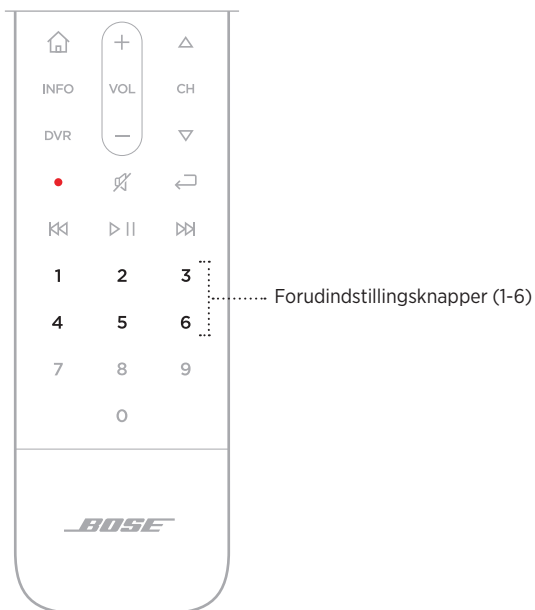 INFO VOL CH
DVR
1 2 3
Forudindstillingsknapper (1-6)
4 5 6
7 8 9
0
BOSE